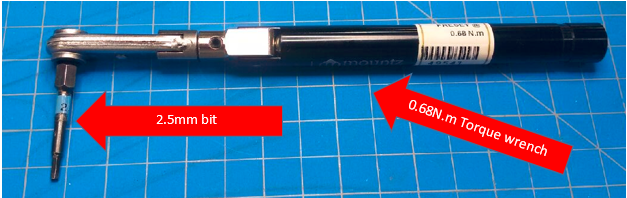 PRESET
0.68 N.m
mountz
2.5mm bit
0.68N.m Torque wrench
2